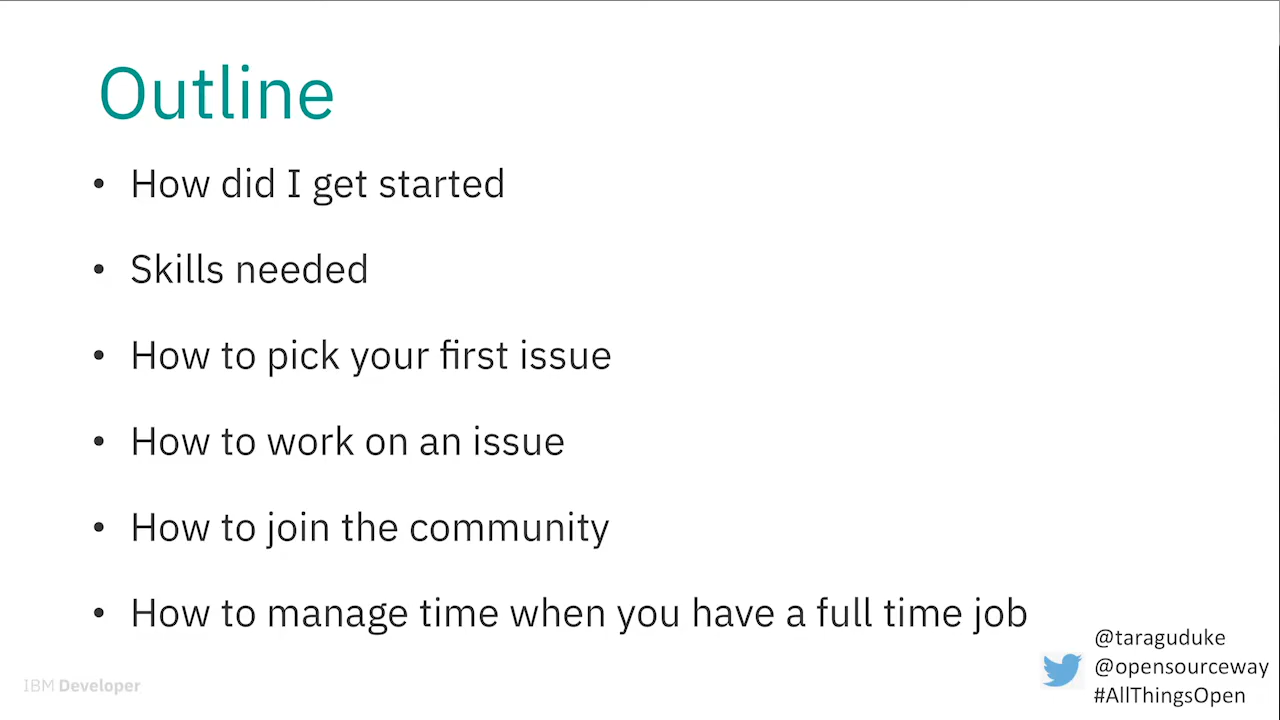 Outline
• How did I get started
• Skills needed
• How to pick your first issue
• How to work on an issue
• How to join the community
• How to manage time when you have a full time job
@taraguduke
@opensourceway
#AllThingsOpen
IBM Developer